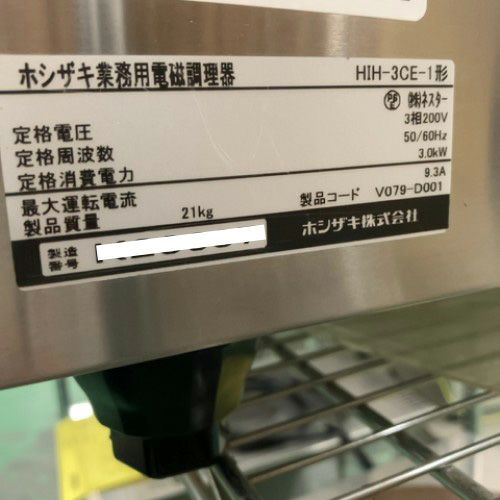 ホシザキ業務用電磁調理器 HIH-3CE-1形
㈱ネスター
定格電圧 3相200V
定格周波数 50/60Hz
定格消費電力 3.0kW
最大運転電流 9.3A
製品質量 21kg 製品コード V079-D001
製造番号 ホシザキ株式会社